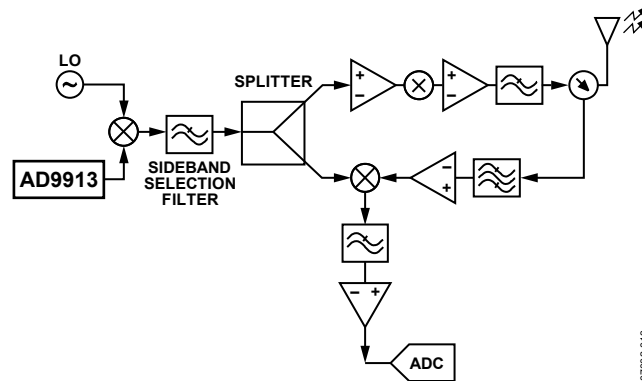 LO
SPLITTER
AD9913
SIDEBAND
SELECTION
FILTER
+
−
+
−
−
+
−
+
ADC